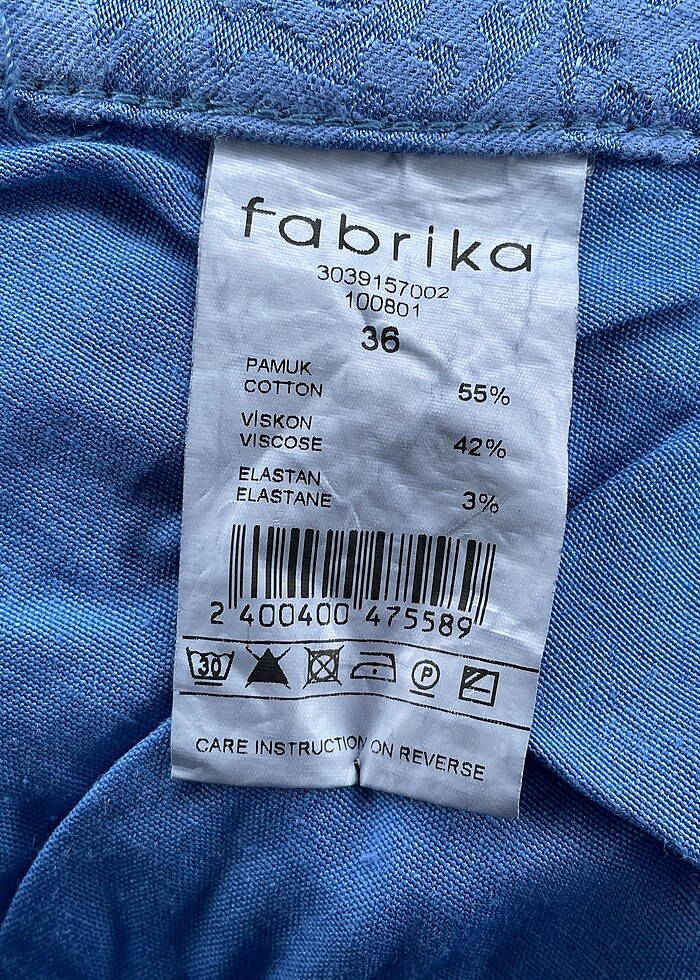 fabrika
3039157002
100801
36
PAMUK
COTTON 55%
VİSKON
VISCOSE 42%
ELASTAN
ELASTANE 3%
2 400400 475589
30 P
CARE INSTRUCTION ON REVERSE